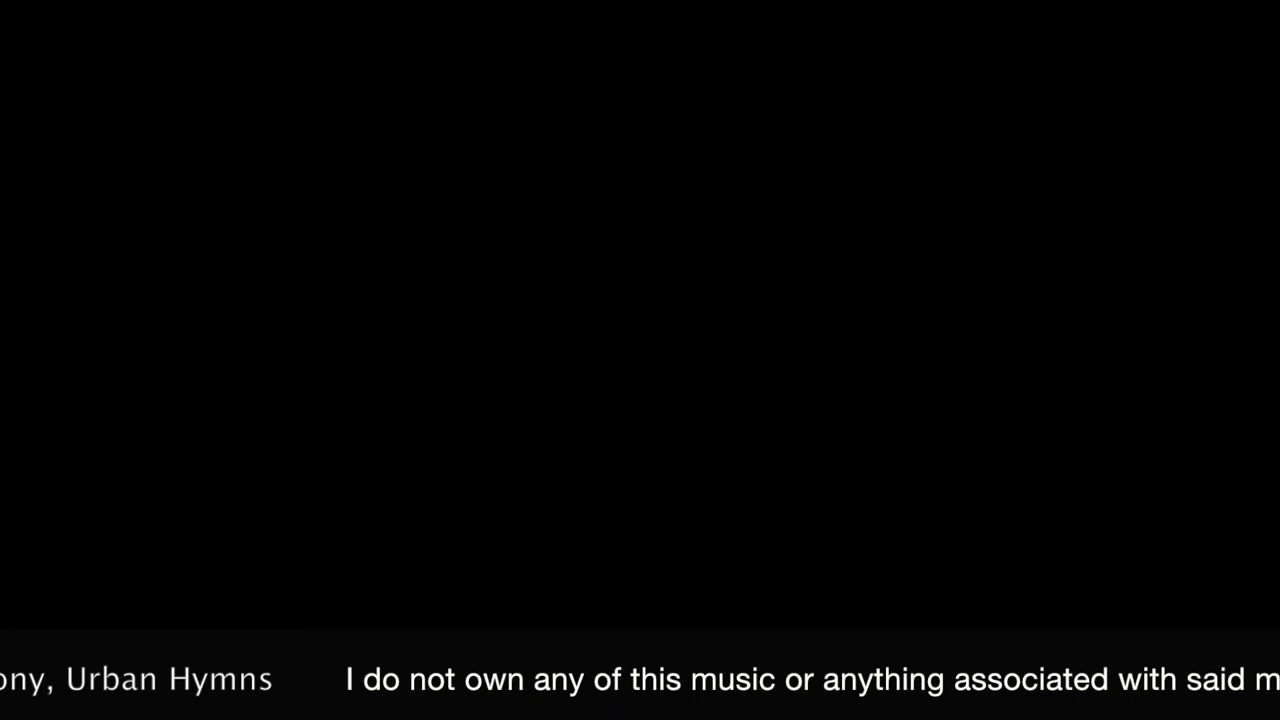 ony, Urban Hymns I do not own any of this music or anything associated with said m